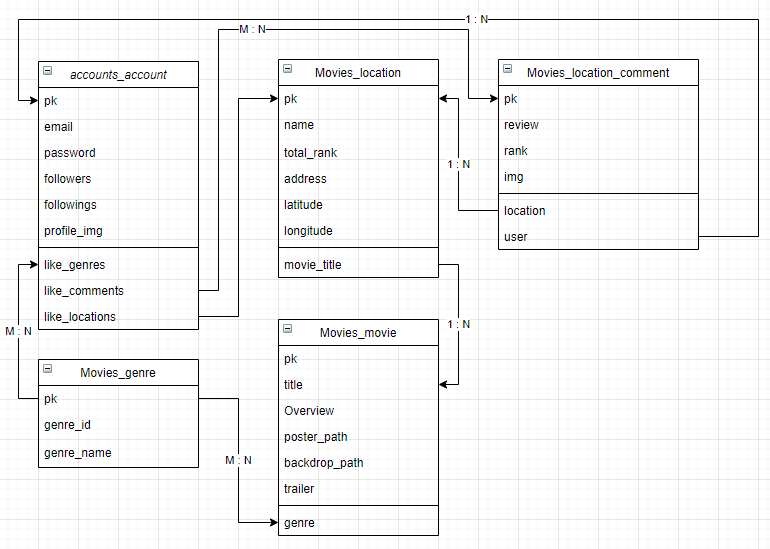 1 : N
M : N
accounts_account
pk
email
password
followers
followings
profile_img
like_genres
like_comments
like_locations
Movies_location
pk
name
total_rank
address
latitude
longitude
movie_title
Movies_location_comment
pk
review
rank
img
location
user
1 : N
1 : N
M : N
Movies_genre
pk
genre_id
genre_name
M : N
Movies_movie
pk
title
Overview
poster_path
backdrop_path
trailer
genre